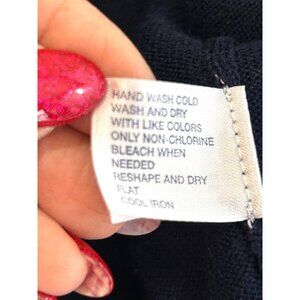 HAND WASH COLD
WASH AND DRY
WITH LIKE COLORS
ONLY NON-CHLORINE
BLEACH WHEN
NEEDED
RESHAPE AND DRY
FLAT
COOL IRON